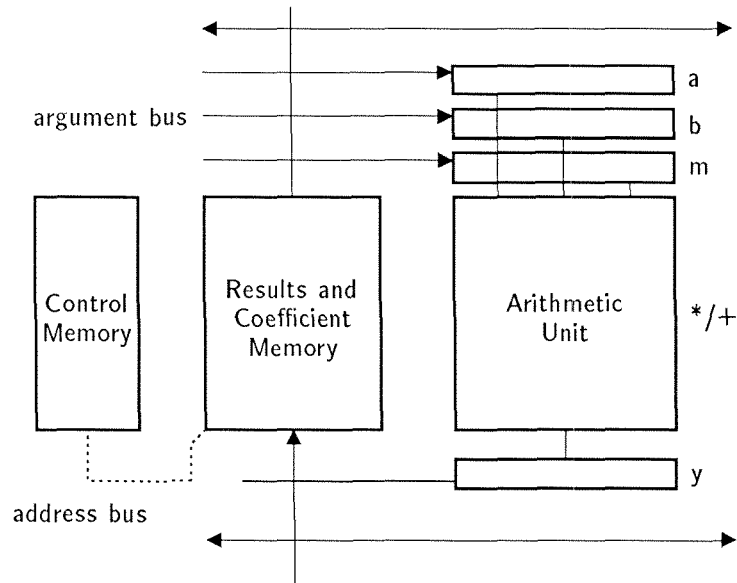 a
argument bus
b
m
Control
Memory
Results and
Coefficient
Memory
Arithmetic
Unit
*/+
y
address bus